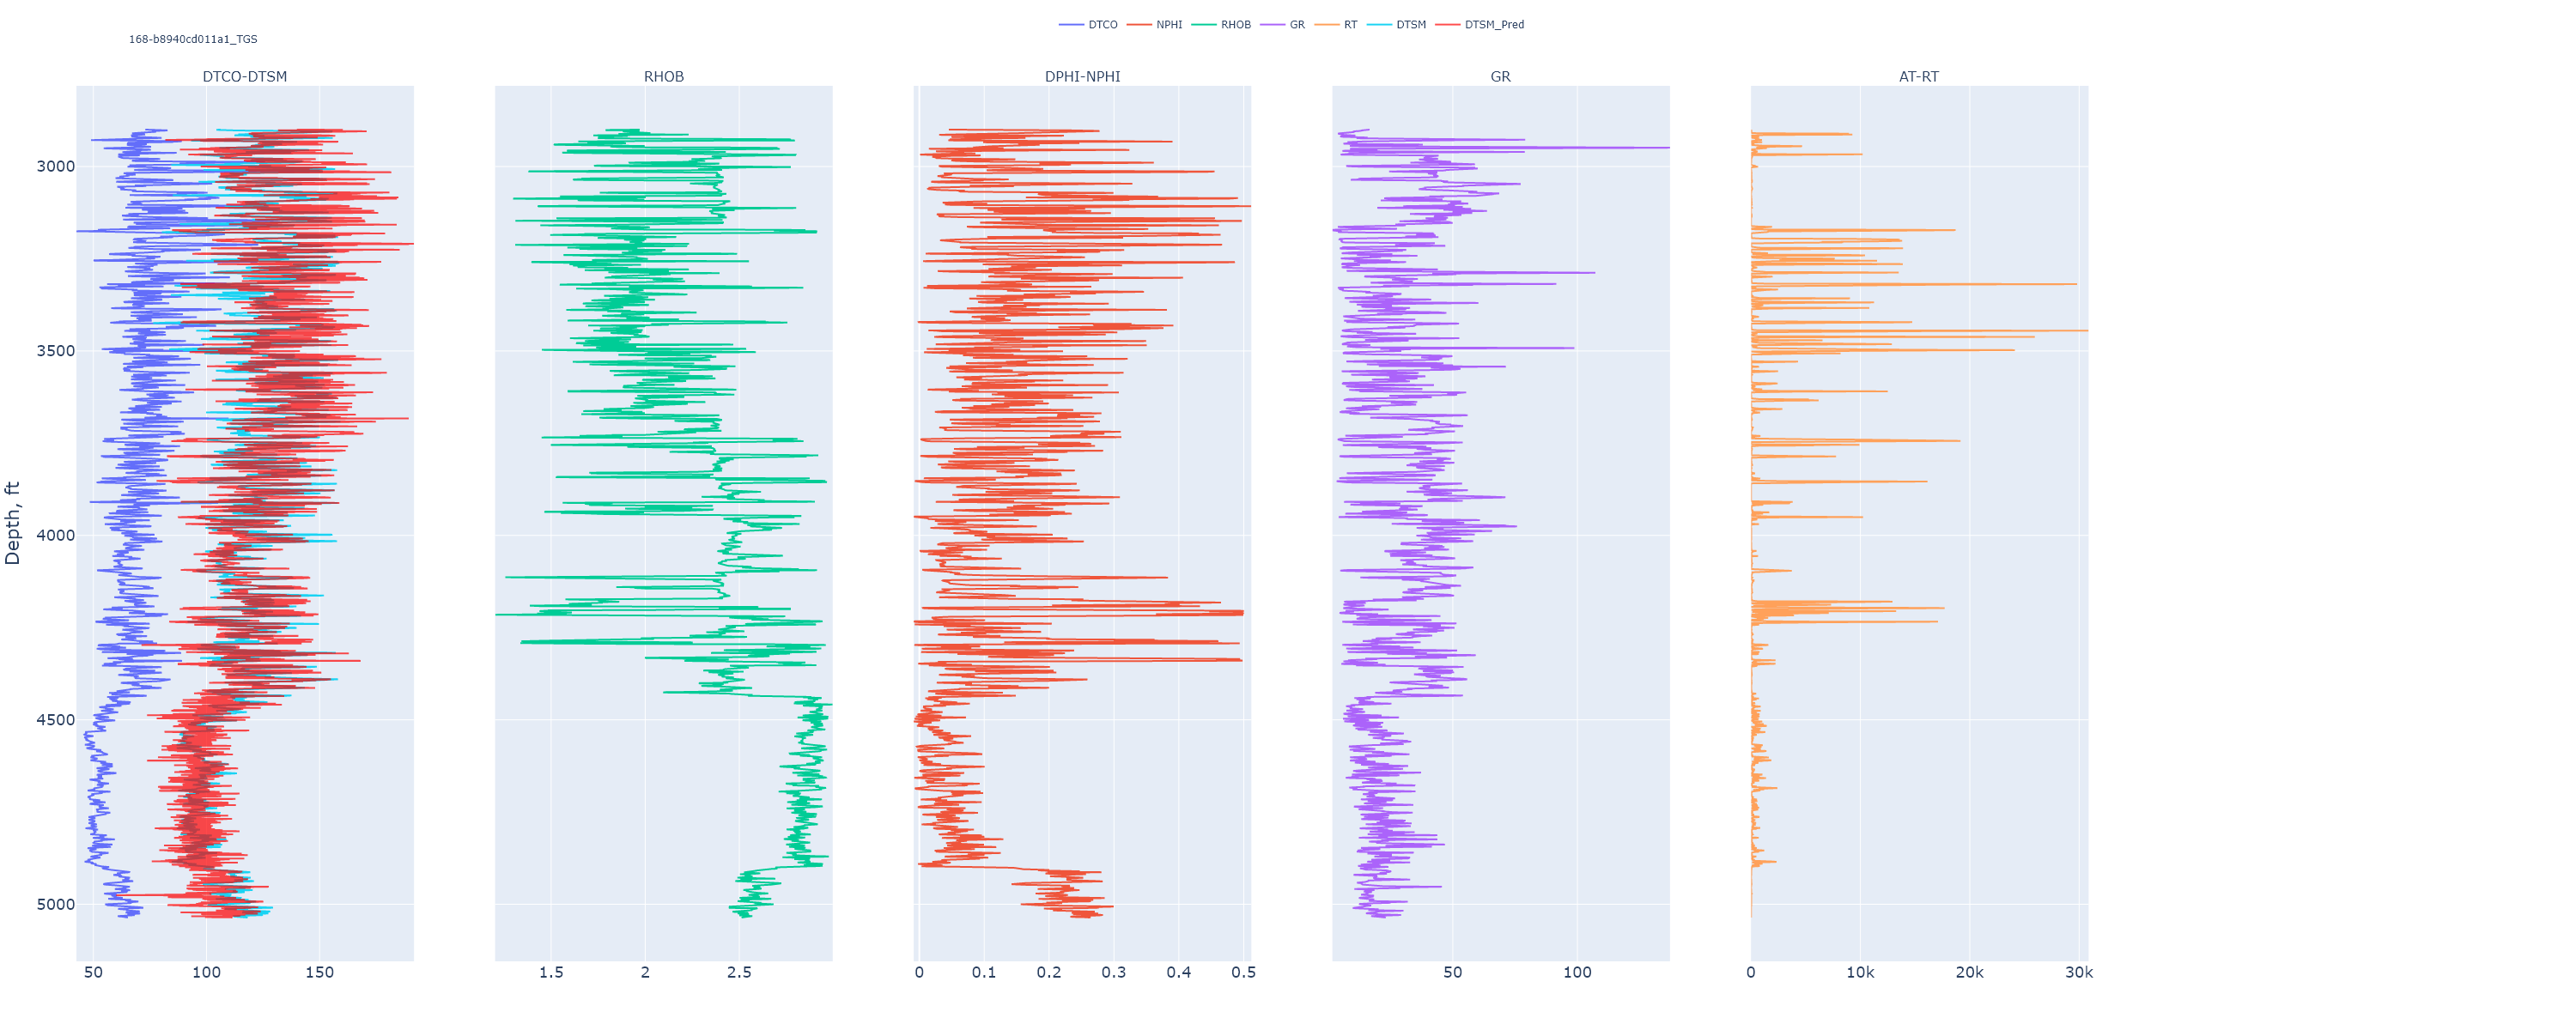 DTCO NPHI RHOB GR RT DTSM DTSM_Pred
168-b8940cd011a1_TGS
DTCO-DTSM RHOB DPHI-NPHI GR AT-RT
Depth, ft
3000
3500
4000
4500
5000
50 100 150 1.5 2 2.5 0 0.1 0.2 0.3 0.4 0.5 50 100 0 10k 20k 30k